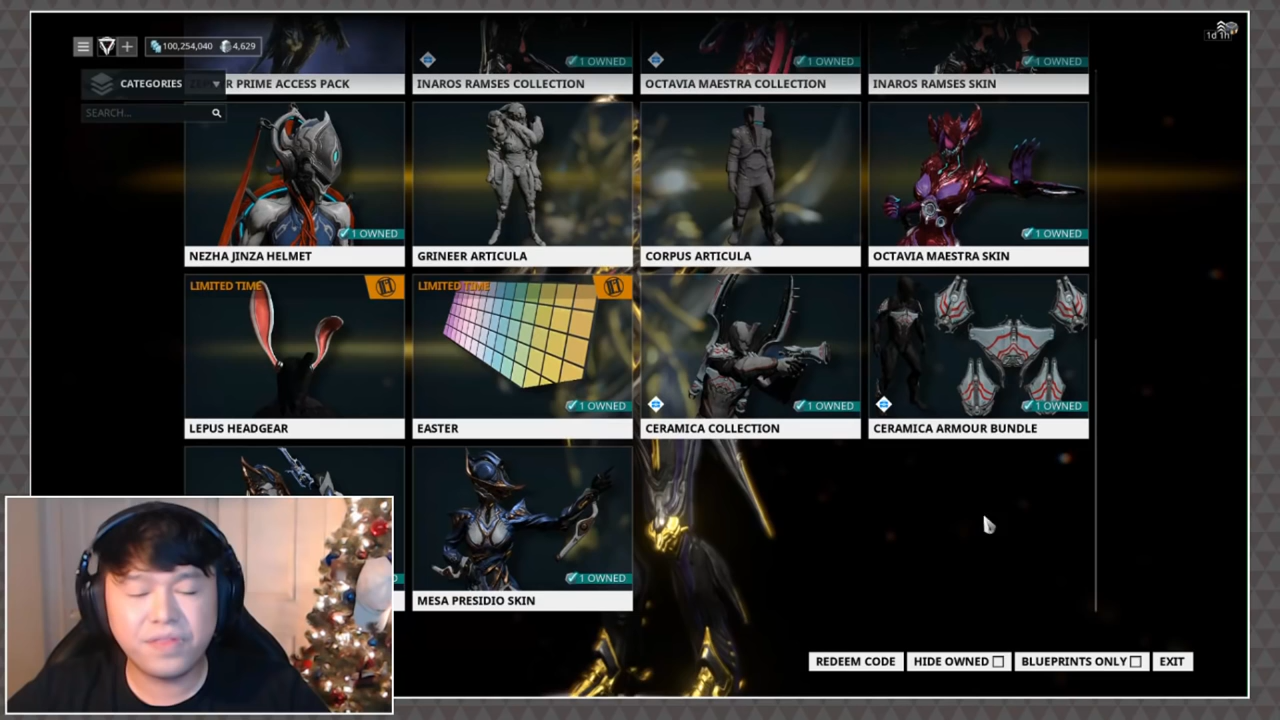 100,254,040 4,629
1d 1h
1 OWNED
1 OWNED
1 OWNED
CATEGORIES
R PRIME ACCESS PACK
INAROS RAMSES COLLECTION
OCTAVIA MAESTRA COLLECTION
INAROS RAMSES SKIN
SEARCH...
1 OWNED
1 OWNED
NEZHA JINZA HELMET
GRINEER ARTICULA
CORPUS ARTICULA
OCTAVIA MAESTRA SKIN
LIMITED TIME
LIMITED TIME
1 OWNED
1 OWNED
1 OWNED
LEPUS HEADGEAR
EASTER
CERAMICA COLLECTION
CERAMICA ARMOUR BUNDLE
1 OWNED
MESA PRESIDIO SKIN
REDEEM CODE
HIDE OWNED
BLUEPRINTS ONLY
EXIT